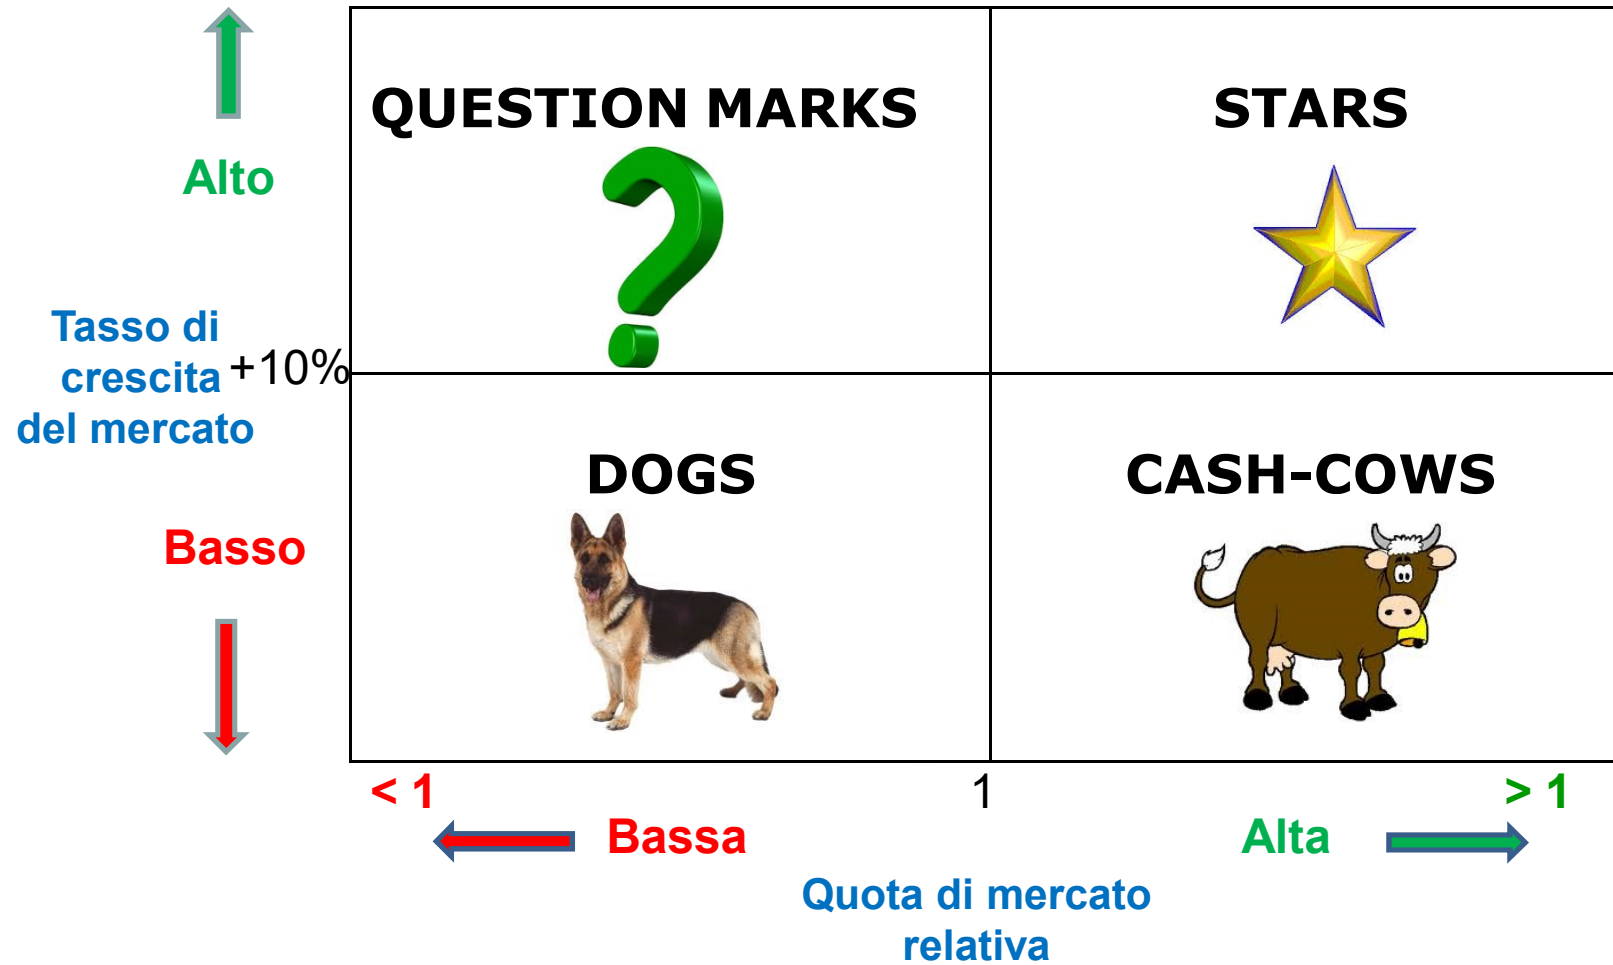 QUESTION MARKS
STARS
Alto
Tasso di
crescita
del mercato
+10%
DOGS
CASH-COWS
Basso
< 1
1
> 1
Bassa
Alta
Quota di mercato
relativa